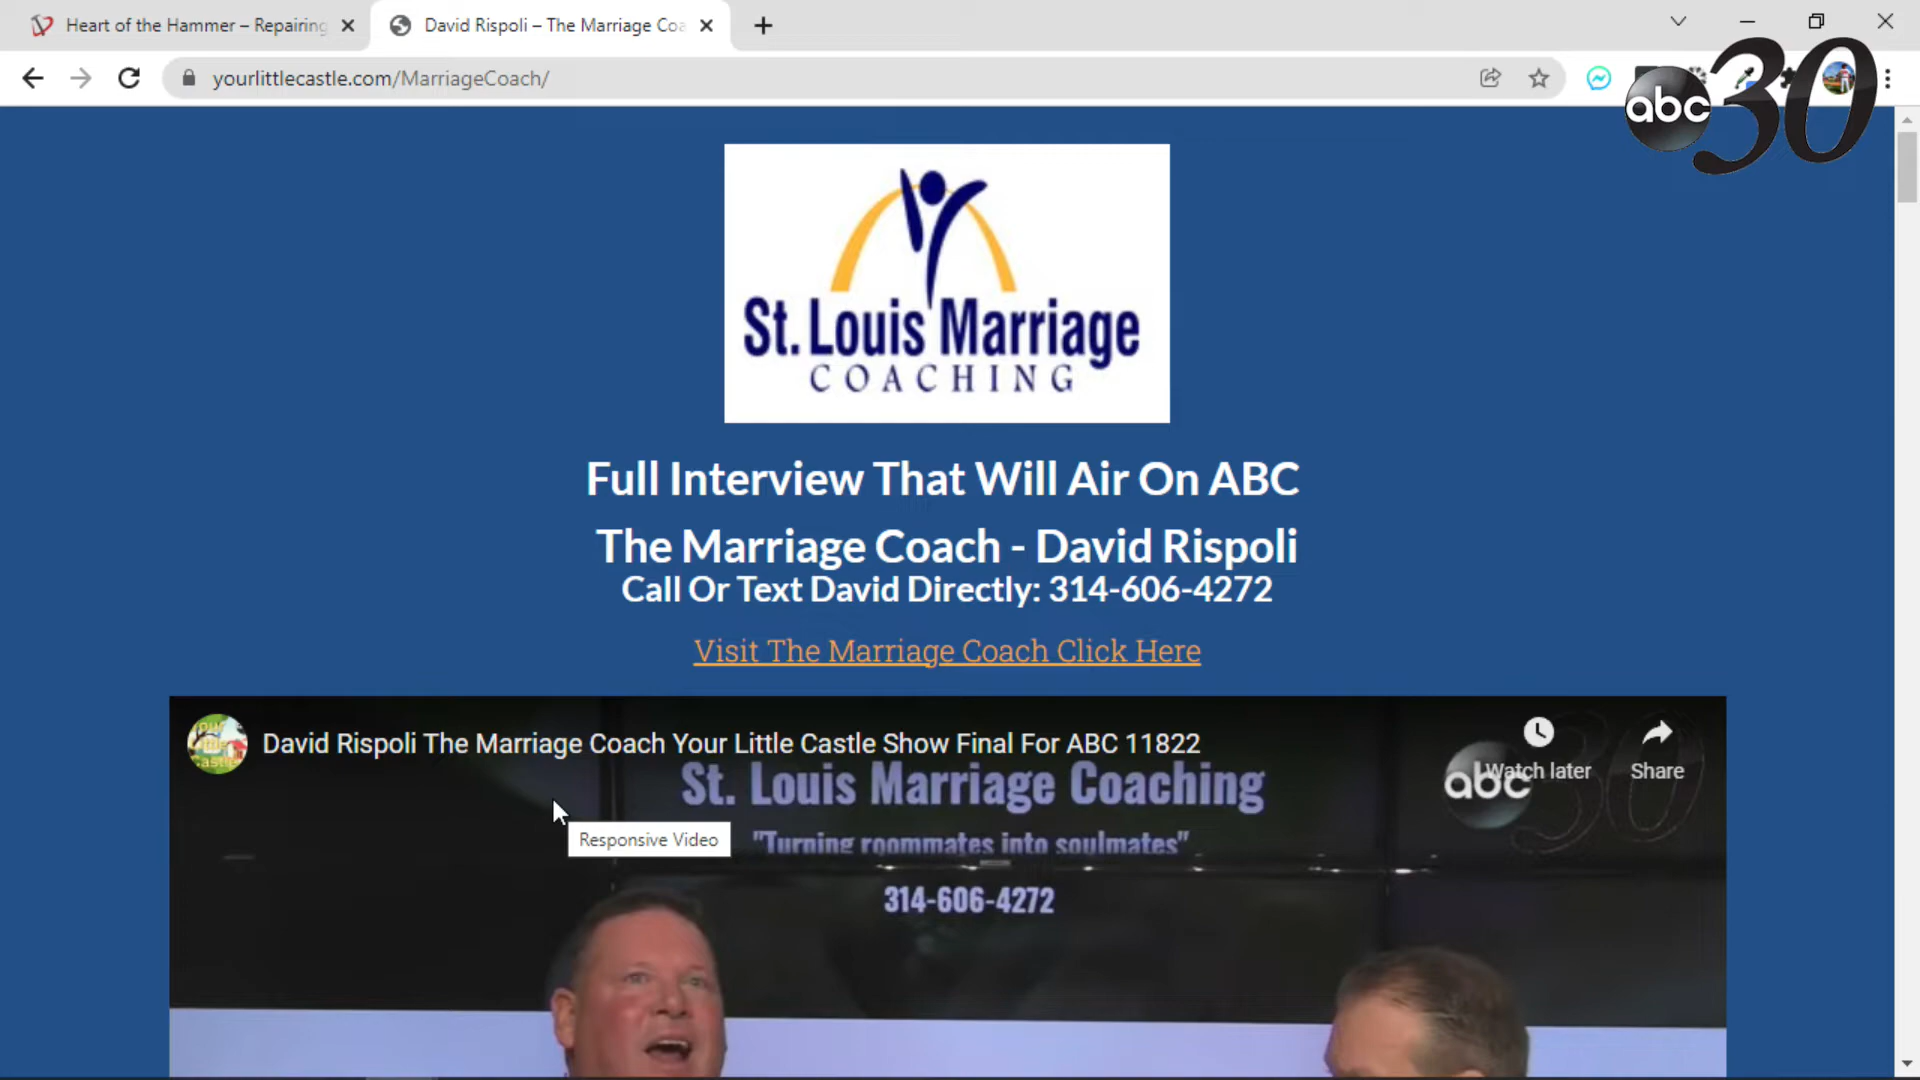 Heart of the Hammer – Repairing
David Rispoli – The Marriage Coa
yourlittlecastle.com/MarriageCoach/
abc 30
St. Louis Marriage
COACHING
Full Interview That Will Air On ABC
The Marriage Coach - David Rispoli
Call Or Text David Directly: 314-606-4272
Visit The Marriage Coach Click Here
David Rispoli The Marriage Coach Your Little Castle Show Final For ABC 11822
Watch later
Share
abc 30
St. Louis Marriage Coaching
"Turning roommates into soulmates"
Responsive Video
314-606-4272